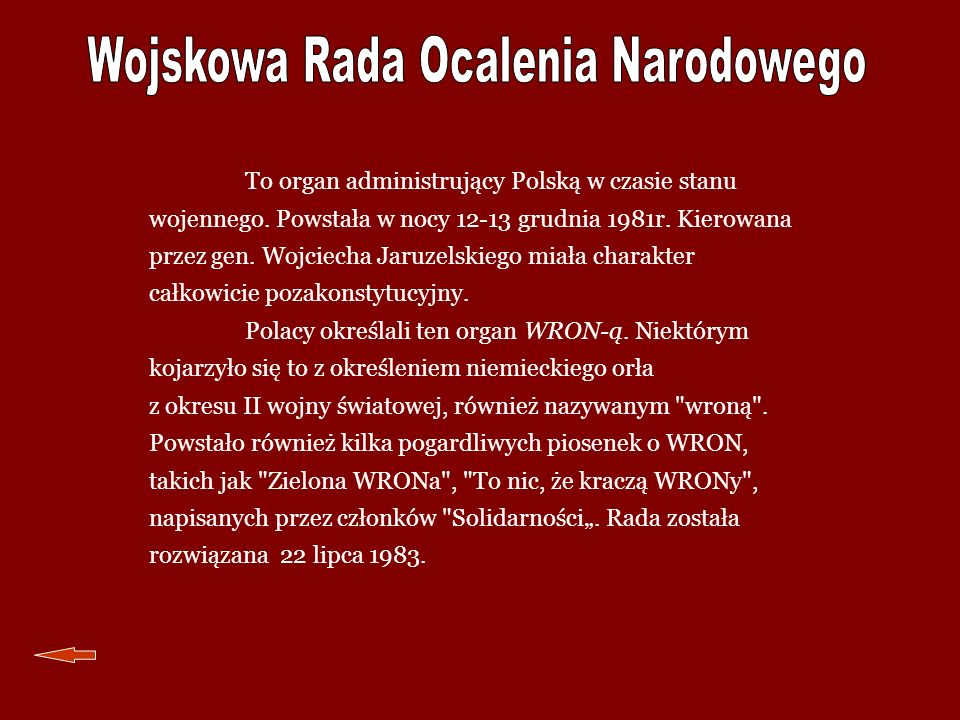 Wojskowa Rada Ocalenia Narodowego
To organ administrujący Polską w czasie stanu
wojennego. Powstała w nocy 12-13 grudnia 1981r. Kierowana
przez gen. Wojciecha Jaruzelskiego miała charakter
całkowicie pozakonstytucyjny.
Polacy określali ten organ WRON-ą. Niektórym
kojarzyło się to z określeniem niemieckiego orła
z okresu II wojny światowej, również nazywanym "wroną".
Powstało również kilka pogardliwych piosenek o WRON,
takich jak "Zielona WRONa", "To nic, że kraczą WRONy",
napisanych przez członków "Solidarności„. Rada została
rozwiązana  22 lipca 1983.